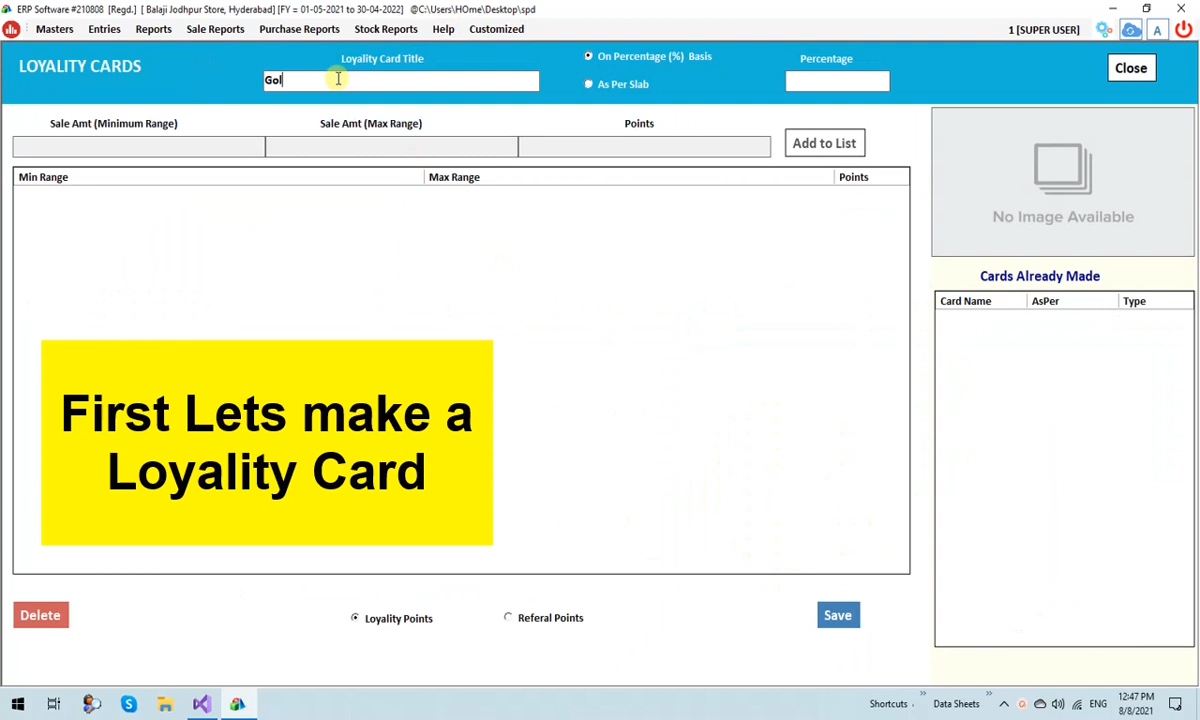 ERP Software #210808 [Regd.] [ Balaji Jodhpur Store, Hyderabad] [FY = 01-05-2021 to 30-04-2022] @C:\Users\HOme\Desktop\spd
Masters Entries Reports Sale Reports Purchase Reports Stock Reports Help Customized 1 [SUPER USER] A
LOYALITY CARDS
Loyality Card Title
On Percentage (%) Basis
Percentage
Gol
As Per Slab
Close
Sale Amt (Minimum Range) Sale Amt (Max Range) Points
Add to List
Min Range Max Range Points
No Image Available
Cards Already Made
Card Name AsPer Type
First Lets make a
Loyality Card
Delete
Loyality Points Referal Points
Save
Shortcuts » Data Sheets » ENG 12:47 PM
8/8/2021